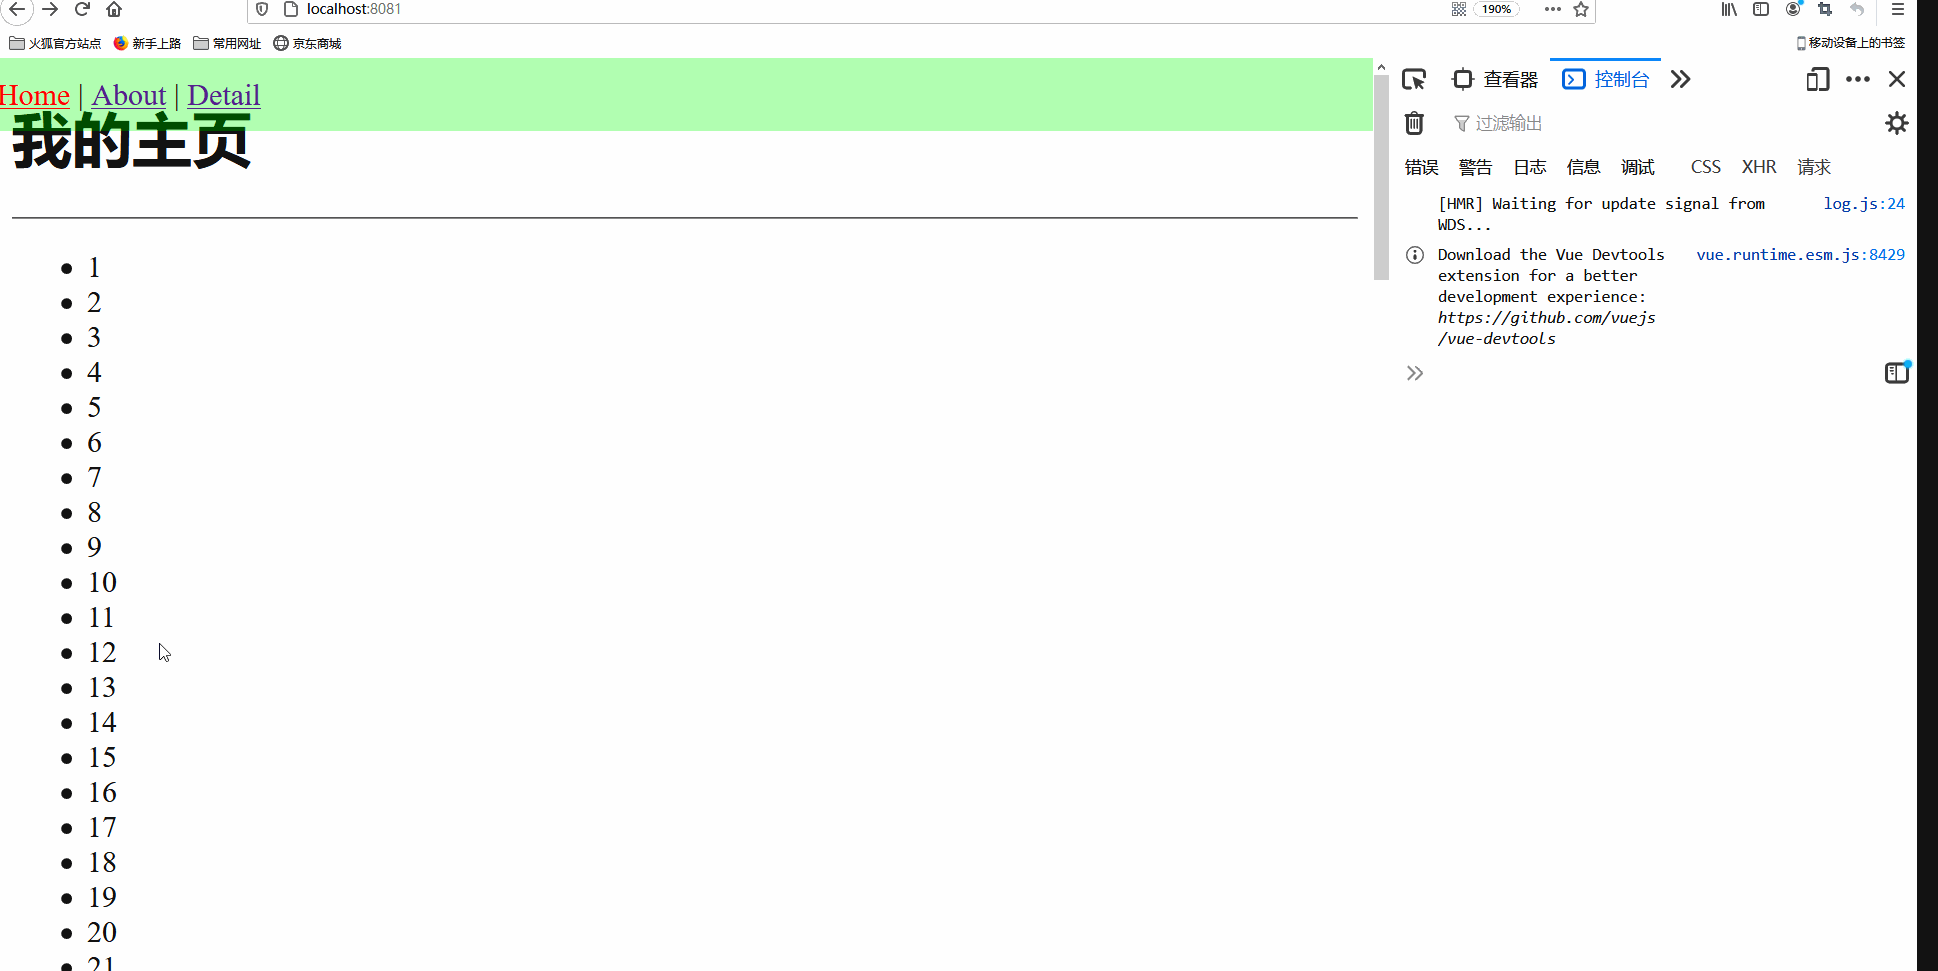 localhost:8081
190%
火狐官方站点 新手上路 常用网址 京东商城
移动设备上的书签
Home | About | Detail
我的主页
1
2
3
4
5
6
7
8
9
10
11
12
13
14
15
16
17
18
19
20
21
查看器 控制台
过滤输出
错误 警告 日志 信息 调试 CSS XHR 请求
[HMR] Waiting for update signal from log.js:24
WDS...
Download the Vue Devtools vue.runtime.esm.js:8429
extension for a better
development experience:
https://github.com/vuejs
/vue-devtools